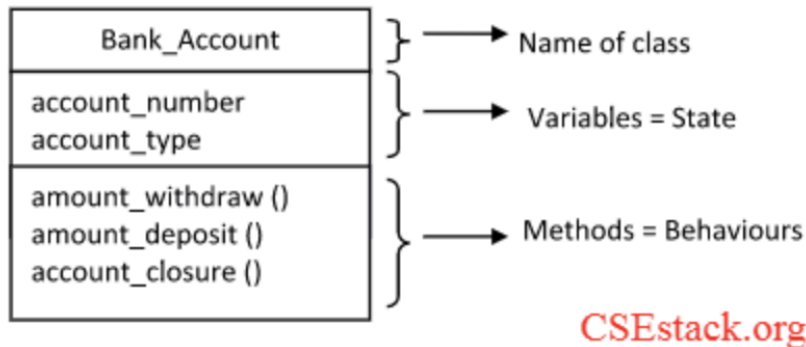 Bank_Account
Name of class
account_number
account_type
Variables = State
amount_withdraw ()
amount_deposit ()
account_closure ()
Methods = Behaviours
CSEstack.org